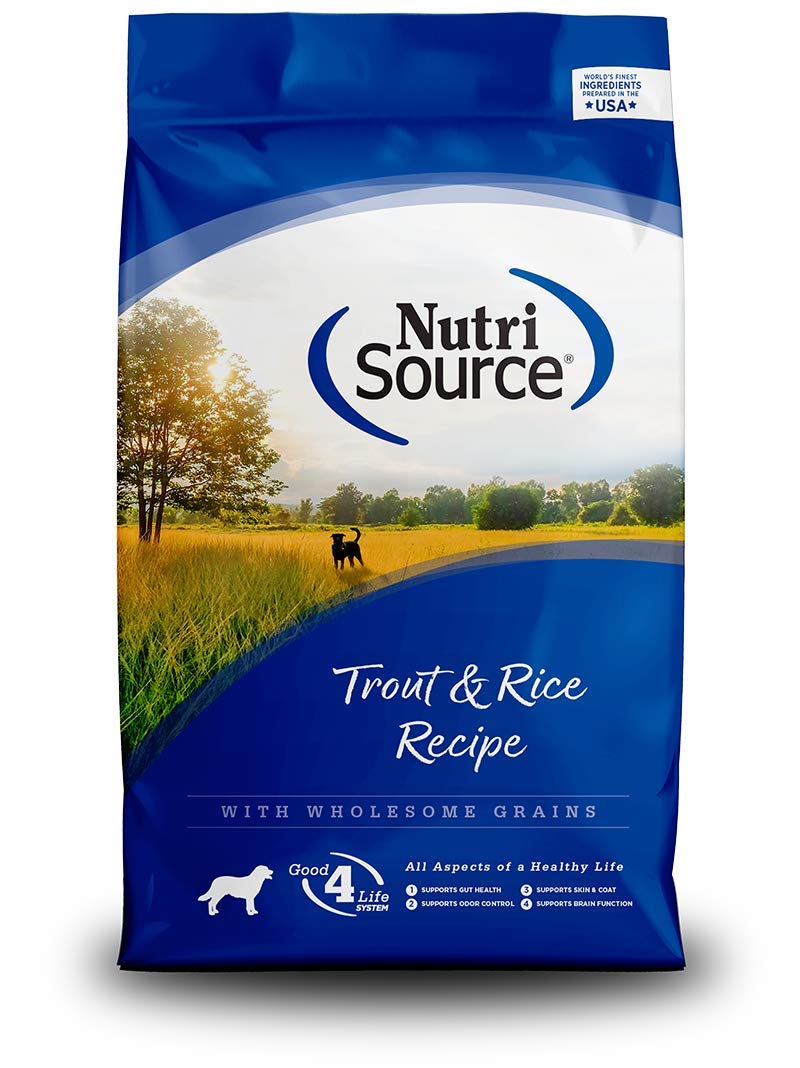 WORLD'S FINEST
INGREDIENTS
PREPARED IN THE
★USA★
Nutri
Source®
Trout & Rice
Recipe
WITH WHOLESOME GRAINS
Good
4
Life
SYSTEM
All Aspects of a Healthy Life
1 SUPPORTS GUT HEALTH 3 SUPPORTS SKIN & COAT
2 SUPPORTS ODOR CONTROL 4 SUPPORTS BRAIN FUNCTION